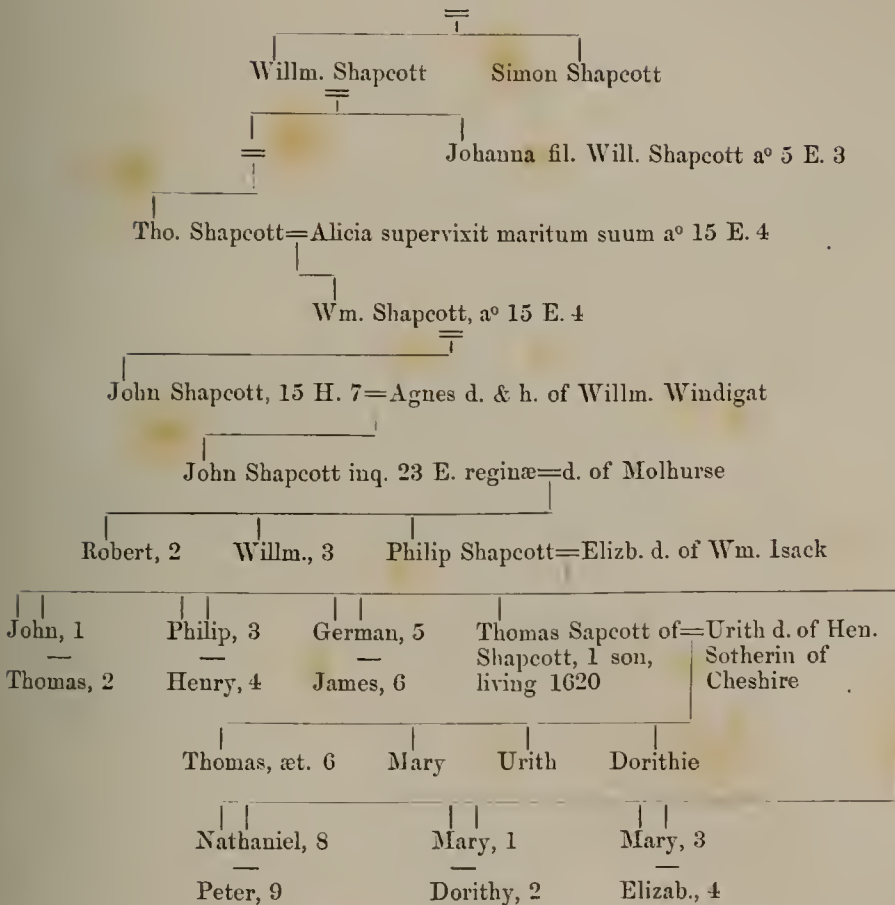 Willm. Shapcott Simon Shapcott
Johanna fil. Will. Shapcott aº 5 E. 3
Tho. Shapcott=Alicia supervixit maritum suum aº 15 E. 4
Wm. Shapcott, aº 15 E. 4
John Shapcott, 15 H. 7=Agnes d. & h. of Willm. Windigat
John Shapcott inq. 23 E. reginæ=d. of Molhurse
Robert, 2 Willm., 3 Philip Shapcott=Elizb. d. of Wm. Isack
John, 1 Philip, 3 German, 5 Thomas Sapcott of=Urith d. of Hen.
Shapcott, 1 son, Sotherin of
Thomas, 2 Henry, 4 James, 6 living 1620 Cheshire
Thomas, æt. 6 Mary Urith Dorithie
Nathaniel, 8 Mary, 1 Mary, 3
Peter, 9 Dorithy, 2 Elizab., 4